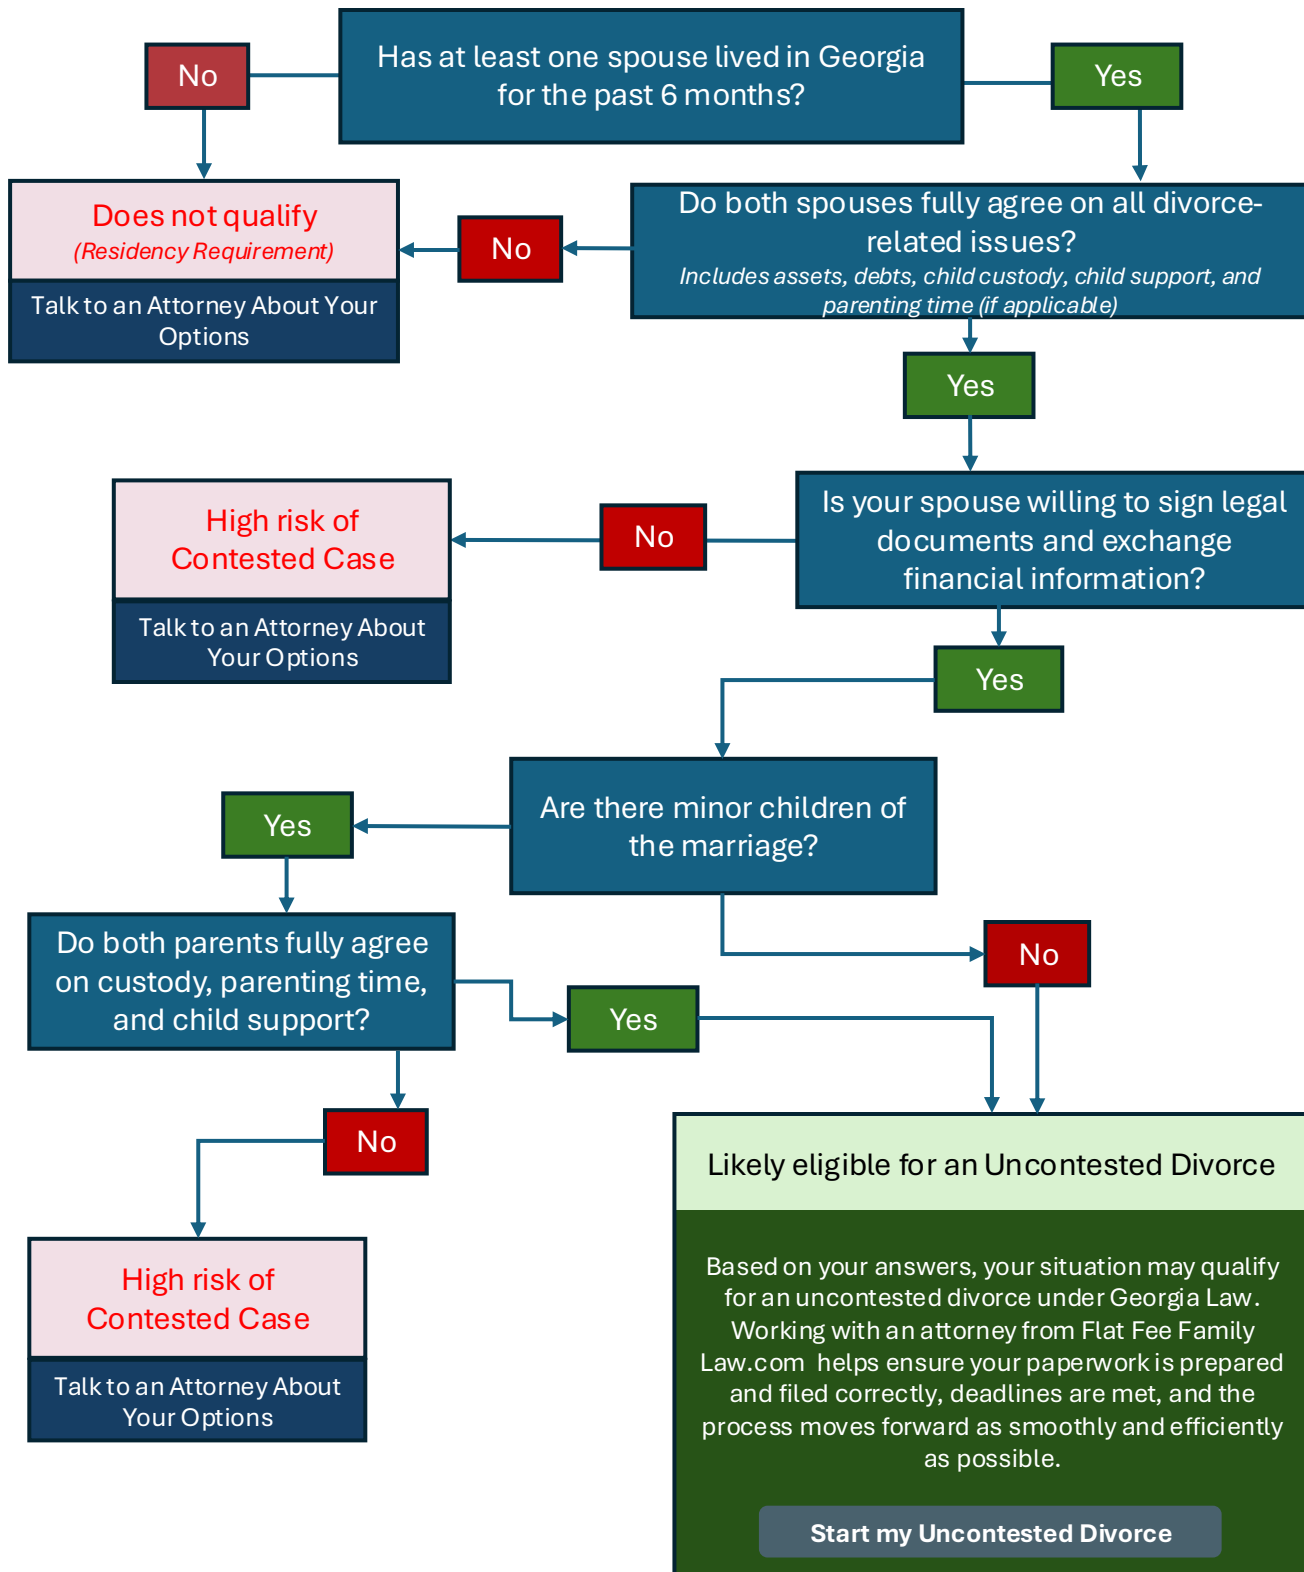 Has at least one spouse lived in Georgia
for the past 6 months?
No
Yes
Does not qualify
(Residency Requirement)
Talk to an Attorney About Your
Options
No
Do both spouses fully agree on all divorce-
related issues?
Includes assets, debts, child custody, child support, and
parenting time (if applicable)
Yes
Is your spouse willing to sign legal
documents and exchange
financial information?
No
High risk of
Contested Case
Talk to an Attorney About
Your Options
Yes
Are there minor children of
the marriage?
Yes
No
Do both parents fully agree
on custody, parenting time,
and child support?
Yes
No
High risk of
Contested Case
Talk to an Attorney About
Your Options
Likely eligible for an Uncontested Divorce
Based on your answers, your situation may qualify
for an uncontested divorce under Georgia Law.
Working with an attorney from Flat Fee Family
Law.com helps ensure your paperwork is prepared
and filed correctly, deadlines are met, and the
process moves forward as smoothly and efficiently
as possible.
Start my Uncontested Divorce